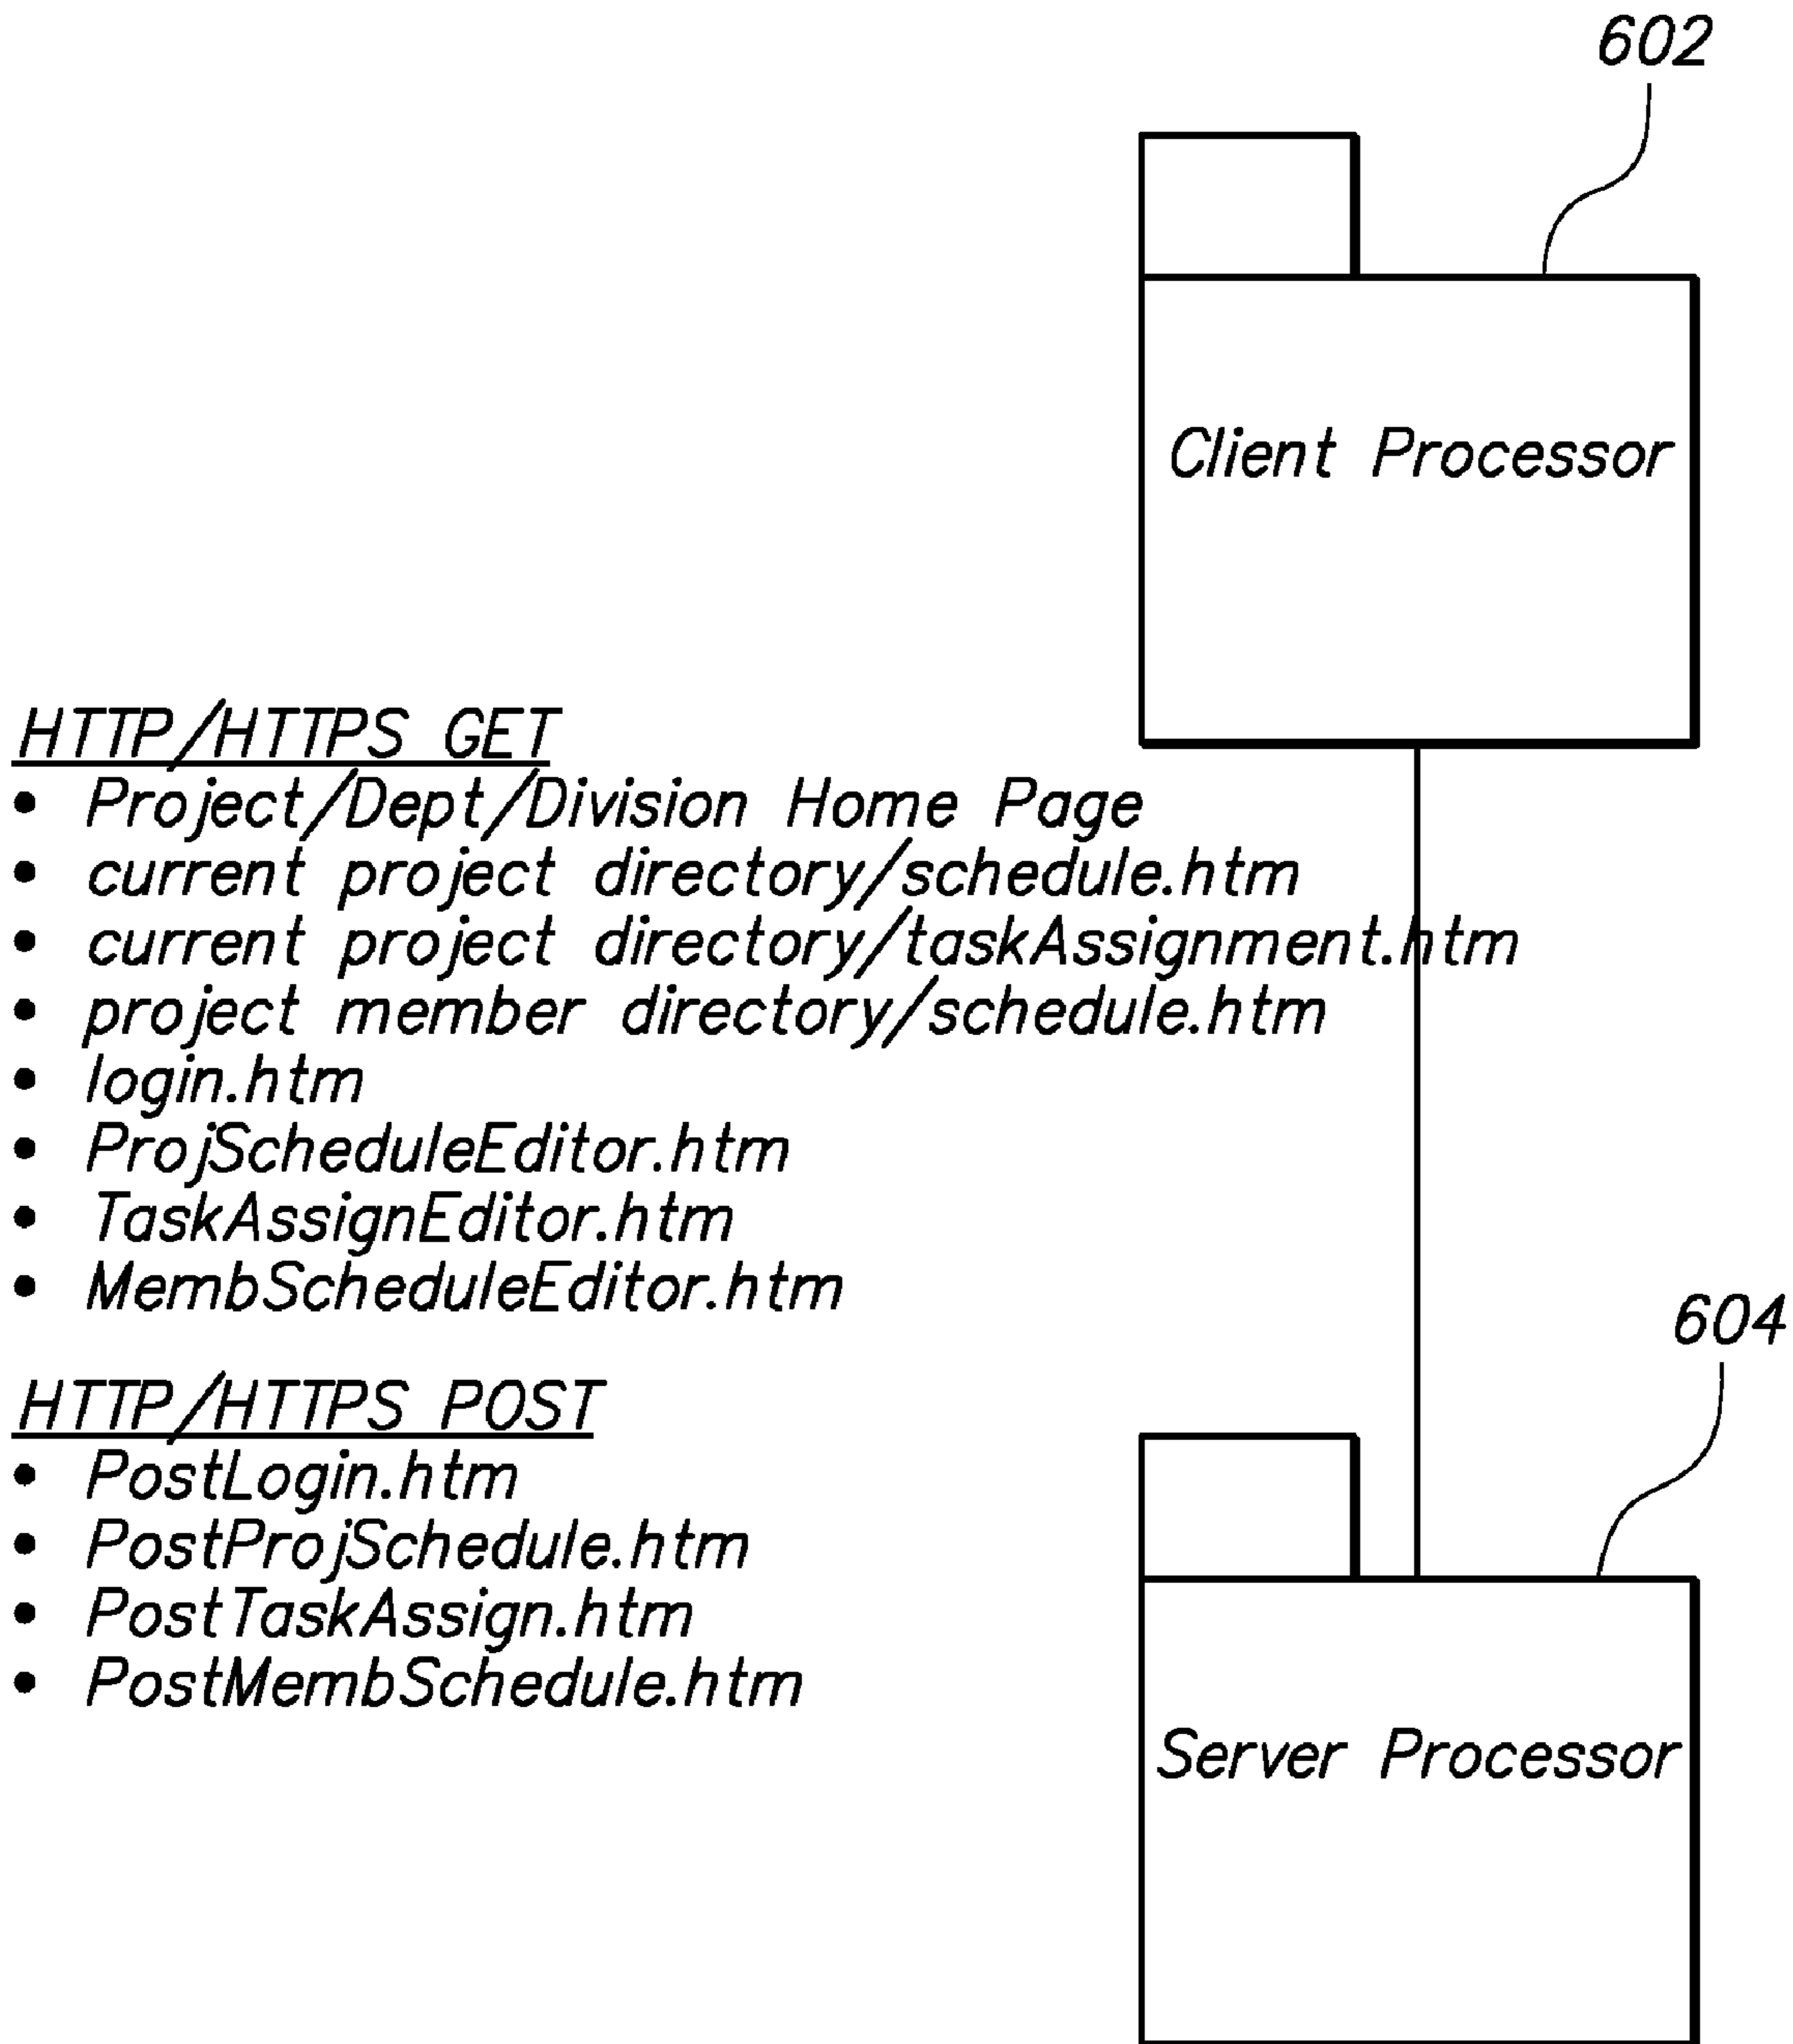 602
Client Processor
HTTP/HTTPS GET
• Project/Dept/Division Home Page
• current project directory/schedule.htm
• current project directory/taskAssignment.htm
• project member directory/schedule.htm
• login.htm
• ProjScheduleEditor.htm
• TaskAssignEditor.htm
• MembScheduleEditor.htm
604
HTTP/HTTPS POST
• PostLogin.htm
• PostProjSchedule.htm
• PostTaskAssign.htm
• PostMembSchedule.htm
Server Processor